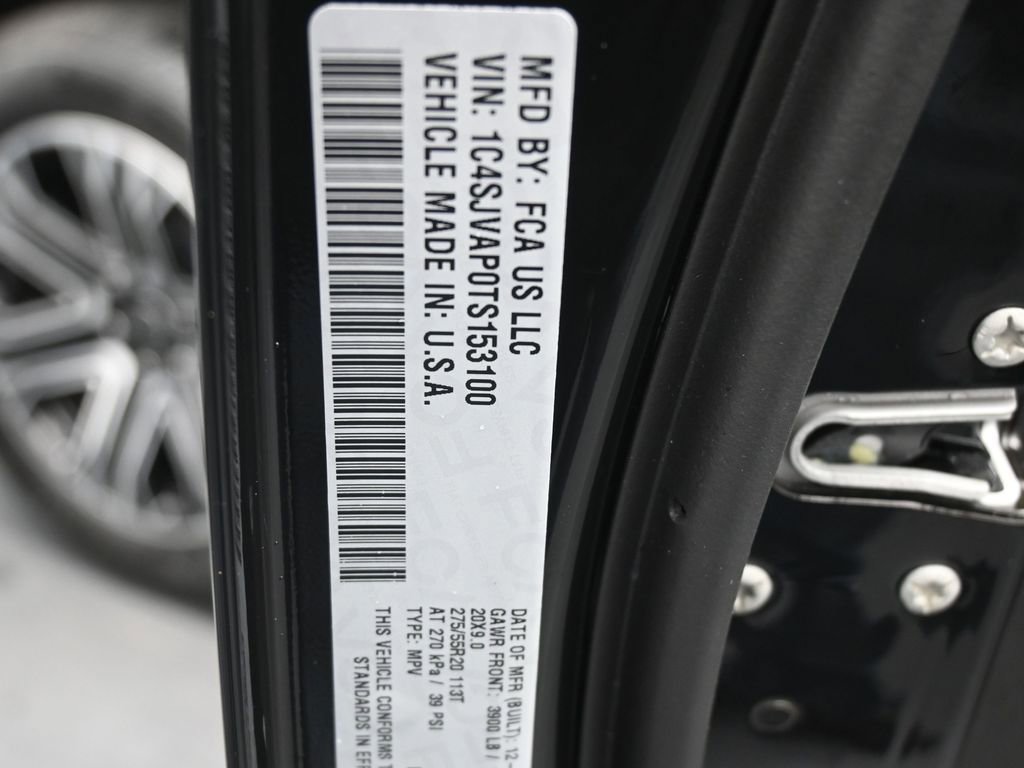 MFD BY: FCA US LLC
VIN: 1C4SJVAP0TS153100
VEHICLE MADE IN: U.S.A.
DATE OF MFR (BUILT): 12-
GAWR FRONT: 3900 LB /
20X9.0
275/55R20 113T
AT 270 kPa / 39 PSI
TYPE: MPV
THIS VEHICLE CONFORMS T
STANDARDS IN EFF